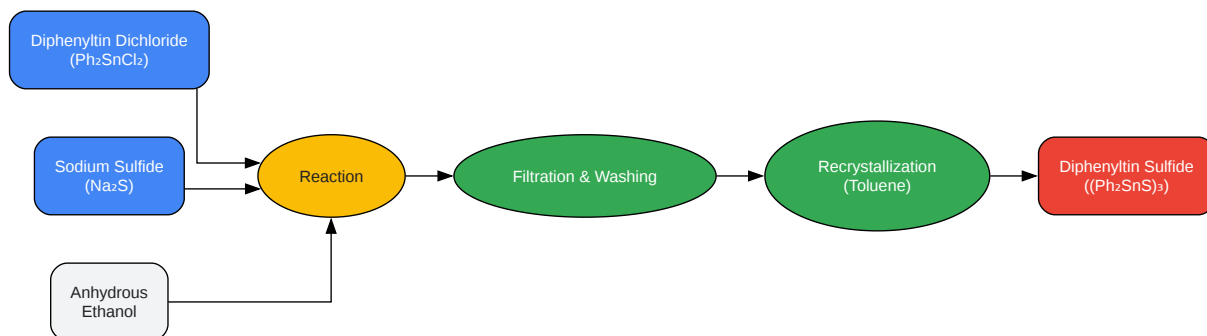 Diphenyltin Dichloride
(Ph₂SnCl₂)
Sodium Sulfide
(Na₂S)
Anhydrous
Ethanol
Reaction
Filtration & Washing
Recrystallization
(Toluene)
Diphenyltin Sulfide
((Ph₂SnS)₃)